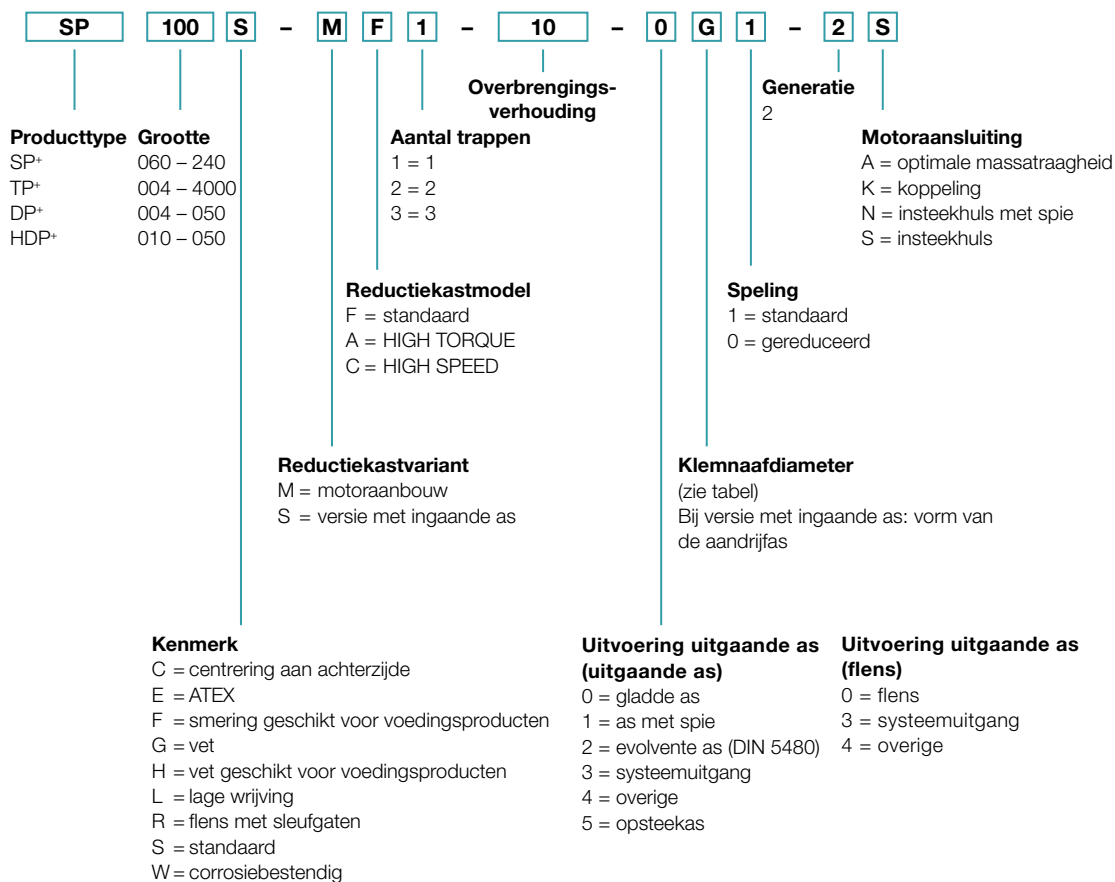 SP 100 S – M F 1 – 10 – 0 G 1 – 2 S
Overbrengings-
verhouding
Generatie
2
Producttype
SP+
TP+
DP+
HDP+
Grootte
060 – 240
004 – 4000
004 – 050
010 – 050
Aantal trappen
1 = 1
2 = 2
3 = 3
Motoraansluiting
A = optimale massatraagheid
K = koppeling
N = insteekhuls met spie
S = insteekhuls
Reductiekastmodel
F = standaard
A = HIGH TORQUE
C = HIGH SPEED
Speling
1 = standaard
0 = gereduceerd
Reductiekastvariant
M = motoraanbouw
S = versie met ingaande as
Klemnaafdiameter
(zie tabel)
Bij versie met ingaande as: vorm van
de aandrijfas
Kenmerk
C = centrering aan achterzijde
E = ATEX
F = smering geschikt voor voedingsproducten
G = vet
H = vet geschikt voor voedingsproducten
L = lage wrijving
R = flens met sleufgaten
S = standaard
W = corrosiebestendig
Uitvoering uitgaande as
(uitgaande as)
0 = gladde as
1 = as met spie
2 = evolvente as (DIN 5480)
3 = systeemuitgang
4 = overige
5 = opsteekas
Uitvoering uitgaande as
(flens)
0 = flens
3 = systeemuitgang
4 = overige